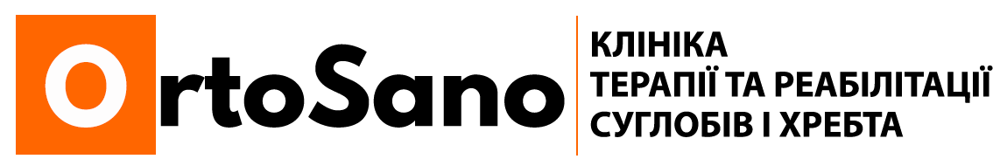 OrtoSano
КЛІНІКА
ТЕРАПІЇ ТА РЕАБІЛІТАЦІЇ
СУГЛОБІВ І ХРЕБТА